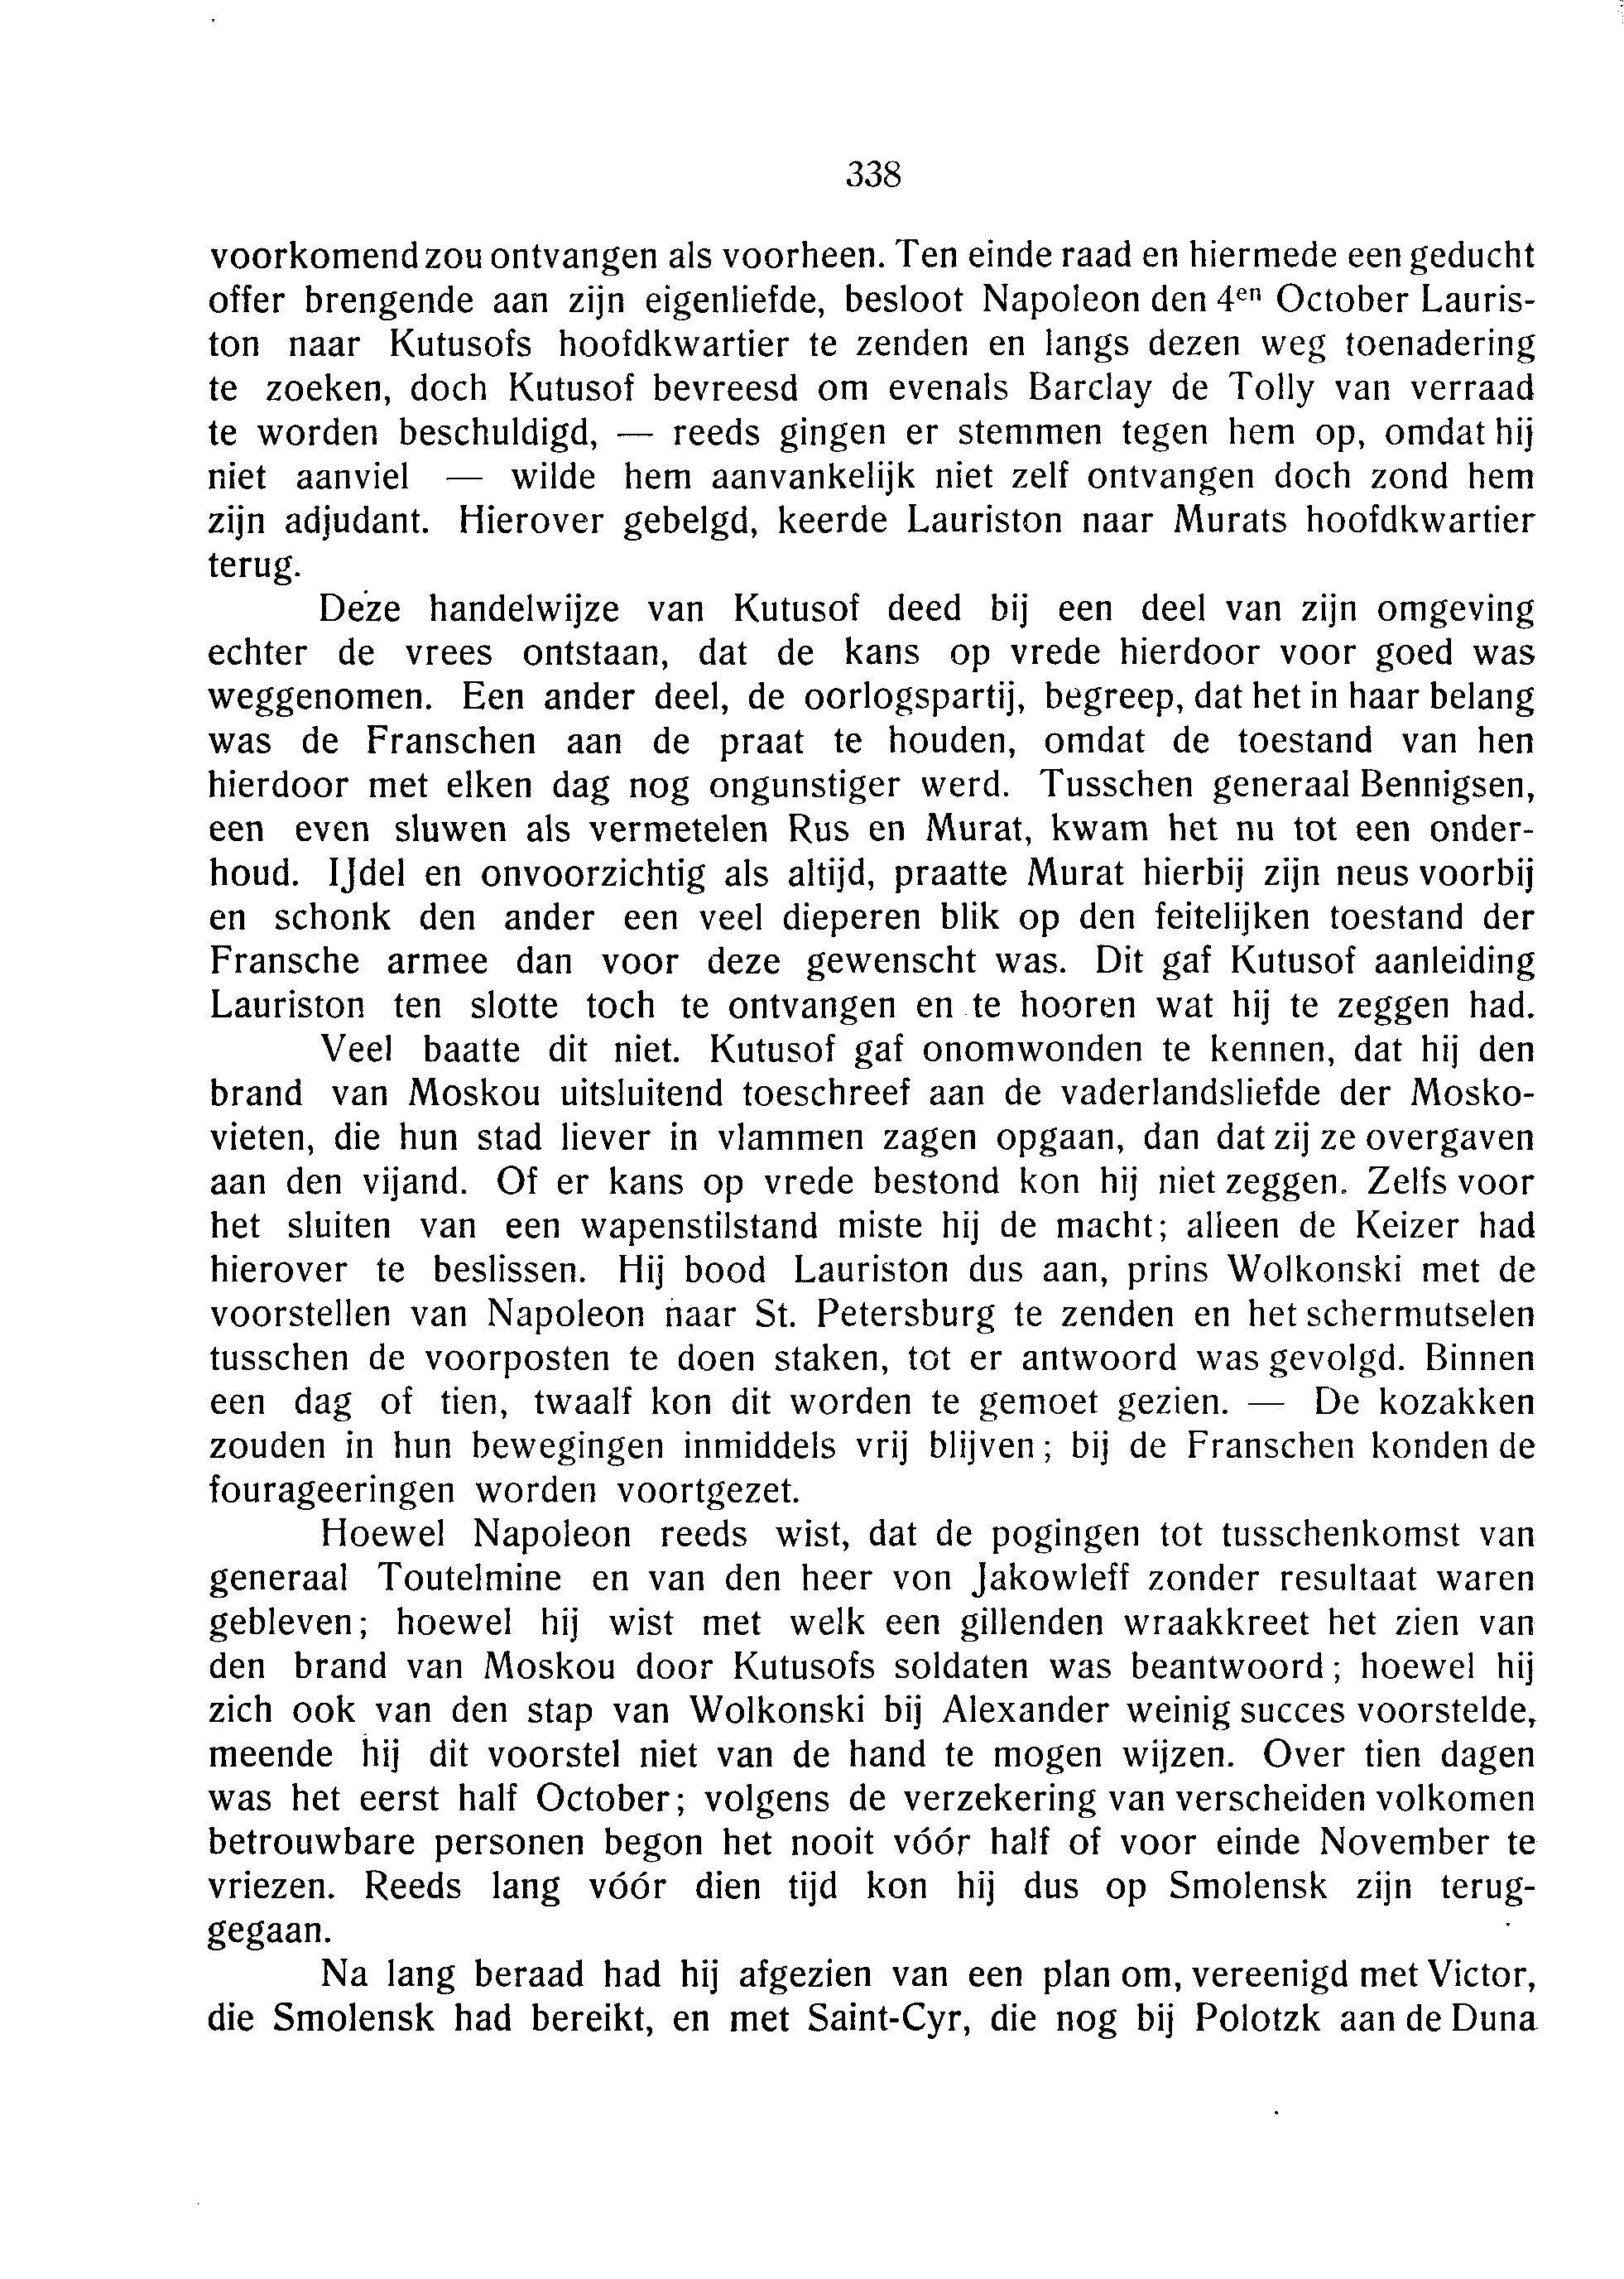 338
voorkomend zou ontvangen als voorheen. Ten einde raad en hiermede een geducht
offer brengende aan zijn eigenliefde, besloot Napoleon den 4en October Lauris-
ton naar Kutusofs hoofdkwartier te zenden en langs dezen weg toenadering
te zoeken, doch Kutusof bevreesd om evenals Barclay de Tolly van verraad
te worden beschuldigd, — reeds gingen er stemmen tegen hem op, omdat hij
niet aanviel — wilde hem aanvankelijk niet zelf ontvangen doch zond hem
zijn adjudant. Hierover gebelgd, keerde Lauriston naar Murats hoofdkwartier
terug.
Deze handelwijze van Kutusof deed bij een deel van zijn omgeving
echter de vrees ontstaan, dat de kans op vrede hierdoor voor goed was
weggenomen. Een ander deel, de oorlogspartij, begreep, dat het in haar belang
was de Franschen aan de praat te houden, omdat de toestand van hen
hierdoor met elken dag nog ongunstiger werd. Tusschen generaal Bennigsen,
een even sluwen als vermetelen Rus en Murat, kwam het nu tot een onder-
houd. IJdel en onvoorzichtig als altijd, praatte Murat hierbij zijn neus voorbij
en schonk den ander een veel dieperen blik op den feitelijken toestand der
Fransche armee dan voor deze gewenscht was. Dit gaf Kutusof aanleiding
Lauriston ten slotte toch te ontvangen en te hooren wat hij te zeggen had.
Veel baatte dit niet. Kutusof gaf onomwonden te kennen, dat hij den
brand van Moskou uitsluitend toeschreef aan de vaderlandsliefde der Mosko-
vieten, die hun stad liever in vlammen zagen opgaan, dan dat zij ze overgaven
aan den vijand. Of er kans op vrede bestond kon hij niet zeggen. Zelfs voor
het sluiten van een wapenstilstand miste hij de macht; alleen de Keizer had
hierover te beslissen. Hij bood Lauriston dus aan, prins Wolkonski met de
voorstellen van Napoleon naar St. Petersburg te zenden en het schermutselen
tusschen de voorposten te doen staken, tot er antwoord was gevolgd. Binnen
een dag of tien, twaalf kon dit worden te gemoet gezien. — De kozakken
zouden in hun bewegingen inmiddels vrij blijven; bij de Franschen konden de
fourageeringen worden voortgezet.
Hoewel Napoleon reeds wist, dat de pogingen tot tusschenkomst van
generaal Toutelmine en van den heer von Jakowleff zonder resultaat waren
gebleven; hoewel hij wist met welk een gillenden wraakkreet het zien van
den brand van Moskou door Kutusofs soldaten was beantwoord; hoewel hij
zich ook van den stap van Wolkonski bij Alexander weinig succes voorstelde,
meende hij dit voorstel niet van de hand te mogen wijzen. Over tien dagen
was het eerst half October; volgens de verzekering van verscheiden volkomen
betrouwbare personen begon het nooit vóór half of voor einde November te
vriezen. Reeds lang vóór dien tijd kon hij dus op Smolensk zijn terug-
gegaan.
Na lang beraad had hij afgezien van een plan om, vereenigd met Victor,
die Smolensk had bereikt, en met Saint-Cyr, die nog bij Polotzk aan de Duna